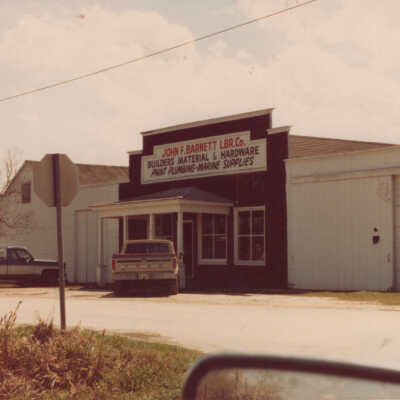 JOHN F. BARNETT LBR. Co.
BUILDERS MATERIAL & HARDWARE
PAINT PLUMBING-MARINE SUPPLIES